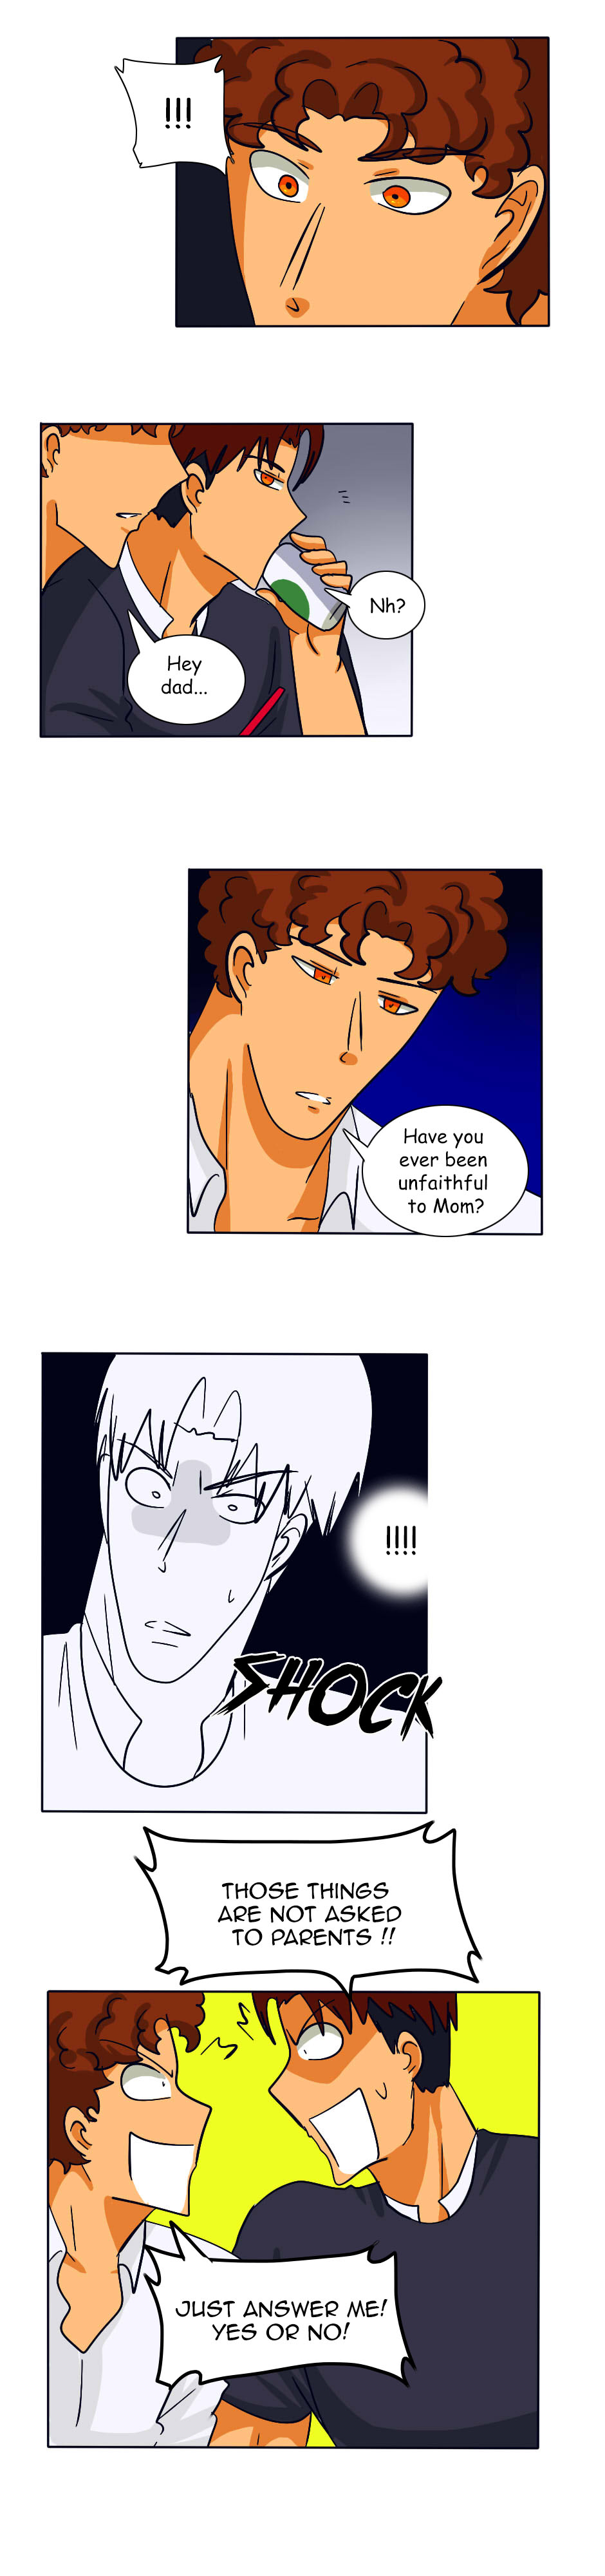 !!!
Nh?
Hey
dad...
Have you
ever been
unfaithful
to Mom?
!!!!
SHOCK
THOSE THINGS
ARE NOT ASKED
TO PARENTS !!
JUST ANSWER ME!
YES OR NO!